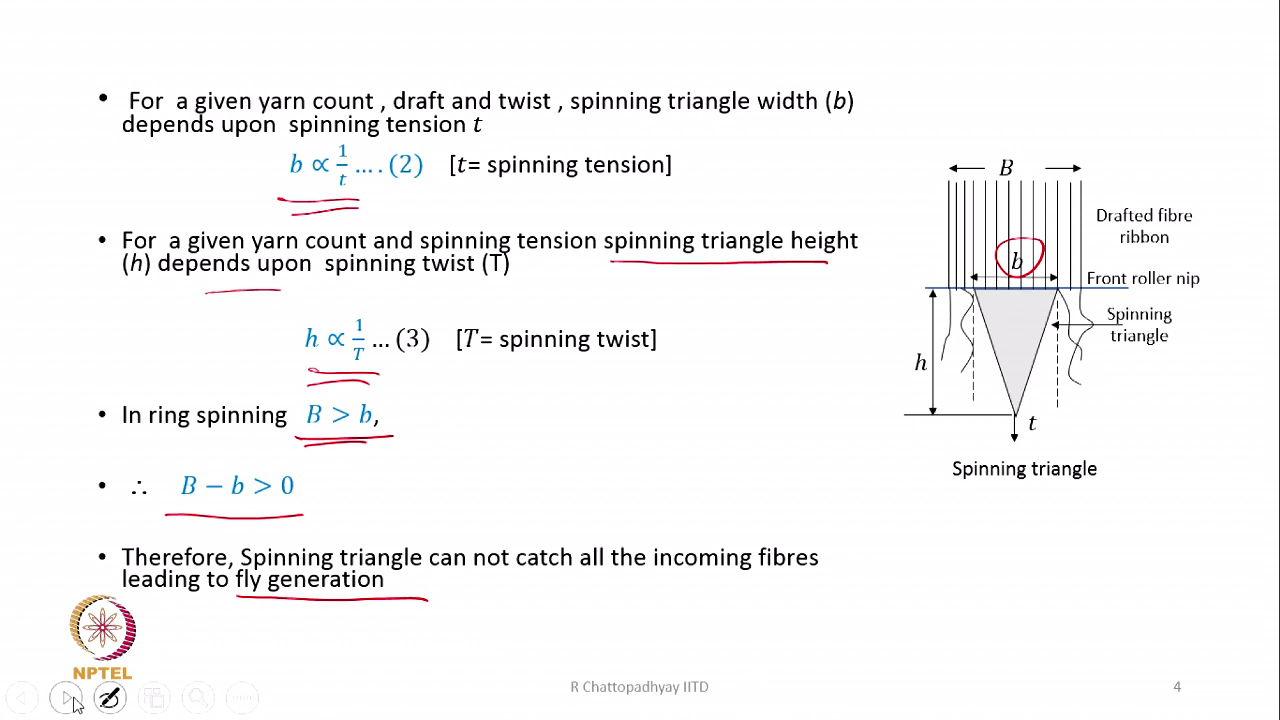 • For a given yarn count , draft and twist , spinning triangle width (b)
depends upon spinning tension t
b ∝ 1/t ... . (2) [t= spinning tension]
• For a given yarn count and spinning tension spinning triangle height
(h) depends upon spinning twist (T)
h ∝ 1/T ... (3) [T= spinning twist]
• In ring spinning B > b,
• ∴ B − b > 0
• Therefore, Spinning triangle can not catch all the incoming fibres
leading to fly generation
B
Drafted fibre
ribbon
b
Front roller nip
Spinning
triangle
h
t
Spinning triangle
NPTEL
R Chattopadhyay IITD
4